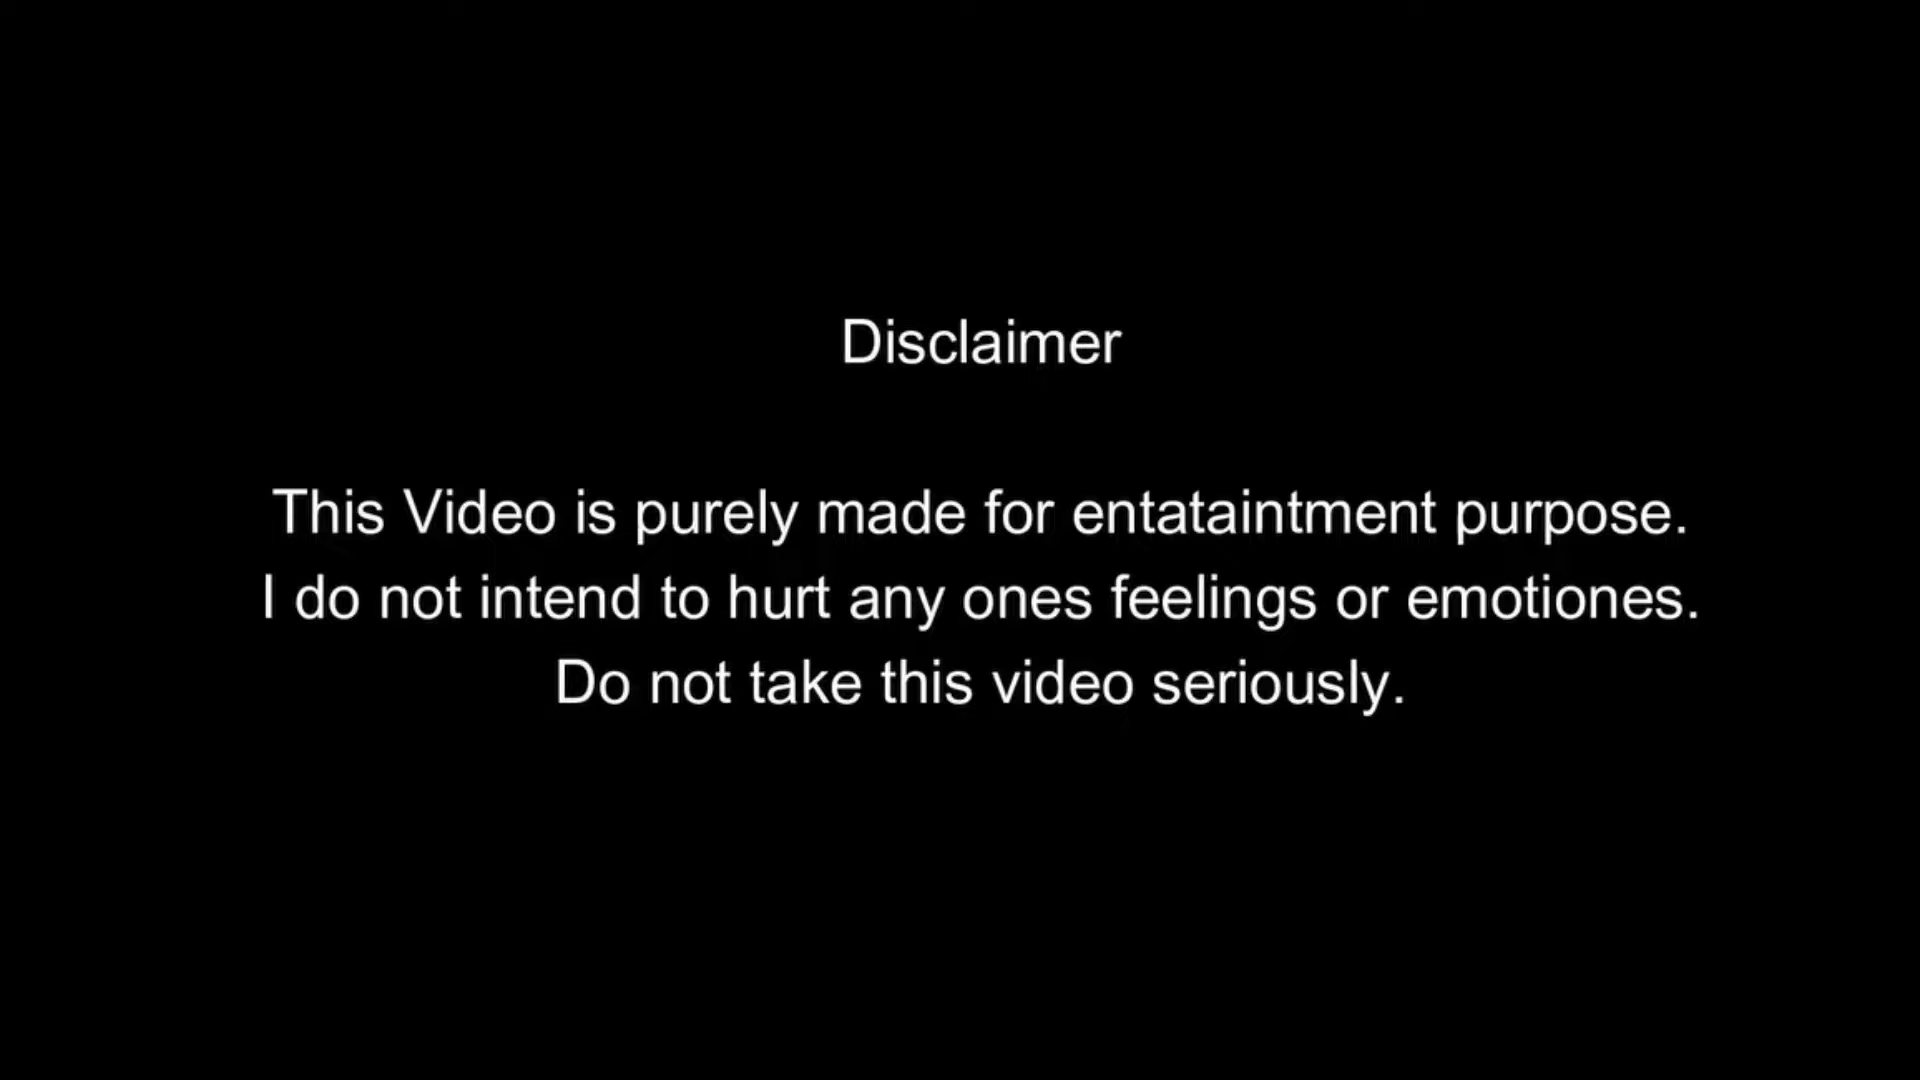 Disclaimer
This Video is purely made for entataintment purpose.
I do not intend to hurt any ones feelings or emotiones.
Do not take this video seriously.